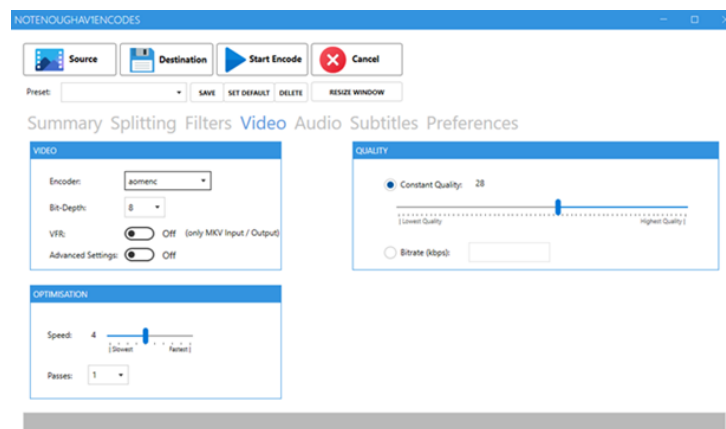 NOTENOUGHAV1ENCODES
Source Destination Start Encode Cancel
Preset: SAVE SET DEFAULT DELETE RESIZE WINDOW
Summary Splitting Filters Video Audio Subtitles Preferences
VIDEO
Encoder: aomenc
Bit-Depth: 8
VFR: Off (only MKV Input / Output)
Advanced Settings: Off
QUALITY
Constant Quality: 28
| Lowest Quality Highest Quality |
Bitrate (kbps):
OPTIMISATION
Speed: 4
| Slowest Fastest |
Passes: 1